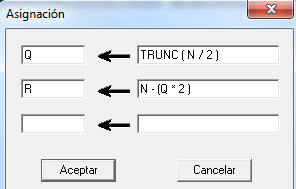 Asignación
Q TRUNC ( N / 2 )
R N - (Q * 2 )
Aceptar Cancelar